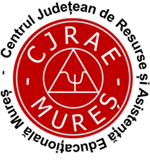 Centrul Județean de Resurse și Asistență Educațională Mureș -
CJRAE
MUREȘ